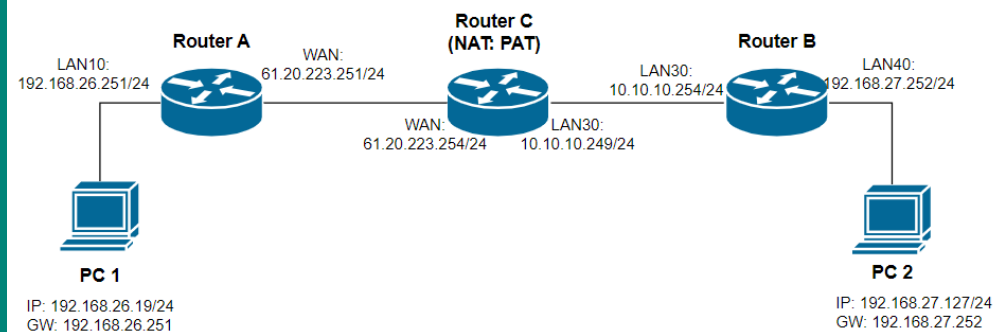 Router A
LAN10:
192.168.26.251/24
WAN:
61.20.223.251/24
Router C
(NAT: PAT)
WAN:
61.20.223.254/24
LAN30:
10.10.10.249/24
Router B
LAN30:
10.10.10.254/24
LAN40:
192.168.27.252/24
PC 1
IP: 192.168.26.19/24
GW: 192.168.26.251
PC 2
IP: 192.168.27.127/24
GW: 192.168.27.252